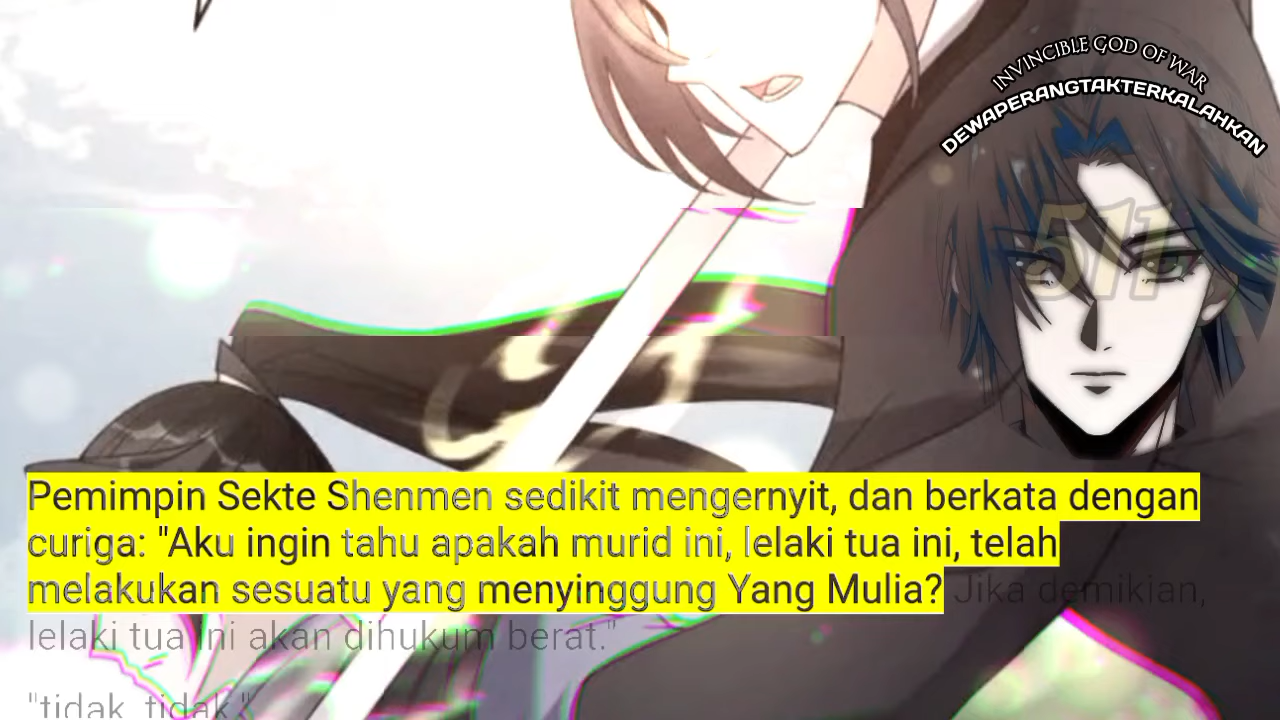 INVINCIBLE GOD OF WAR
DEWAPERANGTAKTERKALAHKAN
511
Pemimpin Sekte Shenmen sedikit mengernyit, dan berkata dengan
curiga: "Aku ingin tahu apakah murid ini, lelaki tua ini, telah
melakukan sesuatu yang menyinggung Yang Mulia? Jika demikian,
lelaki tua ini akan dihukum berat."
"tidak, tidak."